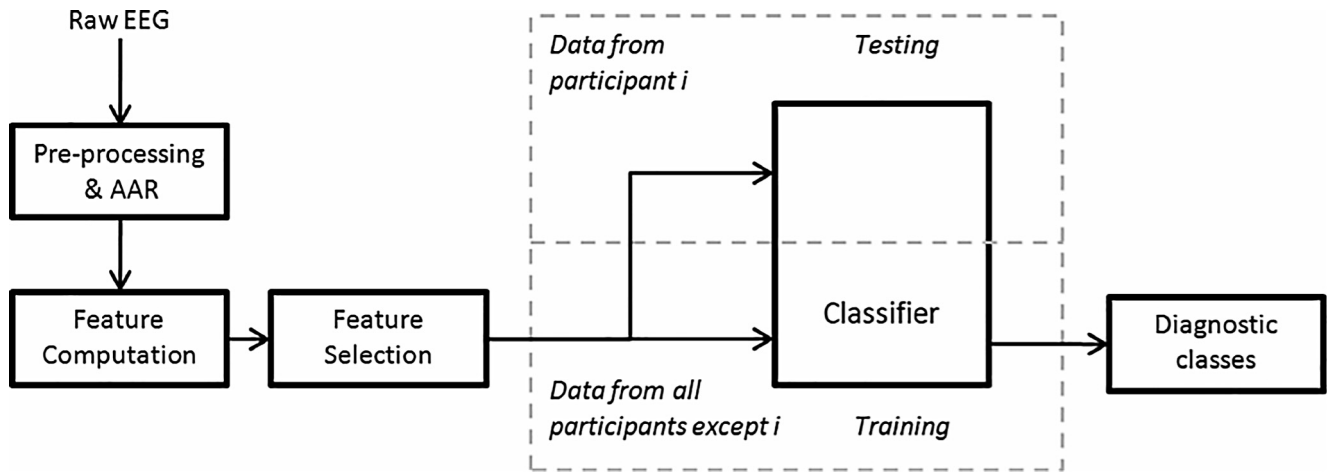 Raw EEG
Pre-processing
& AAR
Feature
Computation
Feature
Selection
Data from
participant i
Testing
Classifier
Data from all
participants except i
Training
Diagnostic
classes